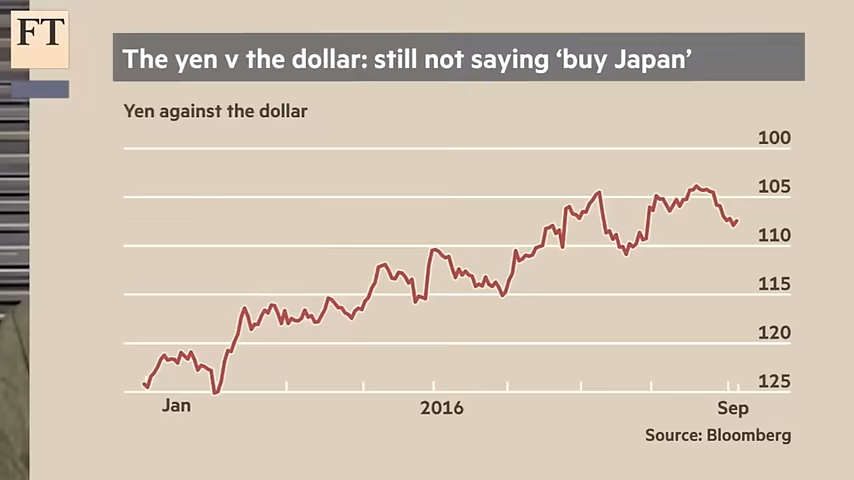 FT
The yen v the dollar: still not saying ‘buy Japan’
Yen against the dollar
100
105
110
115
120
125
Jan 2016 Sep
Source: Bloomberg